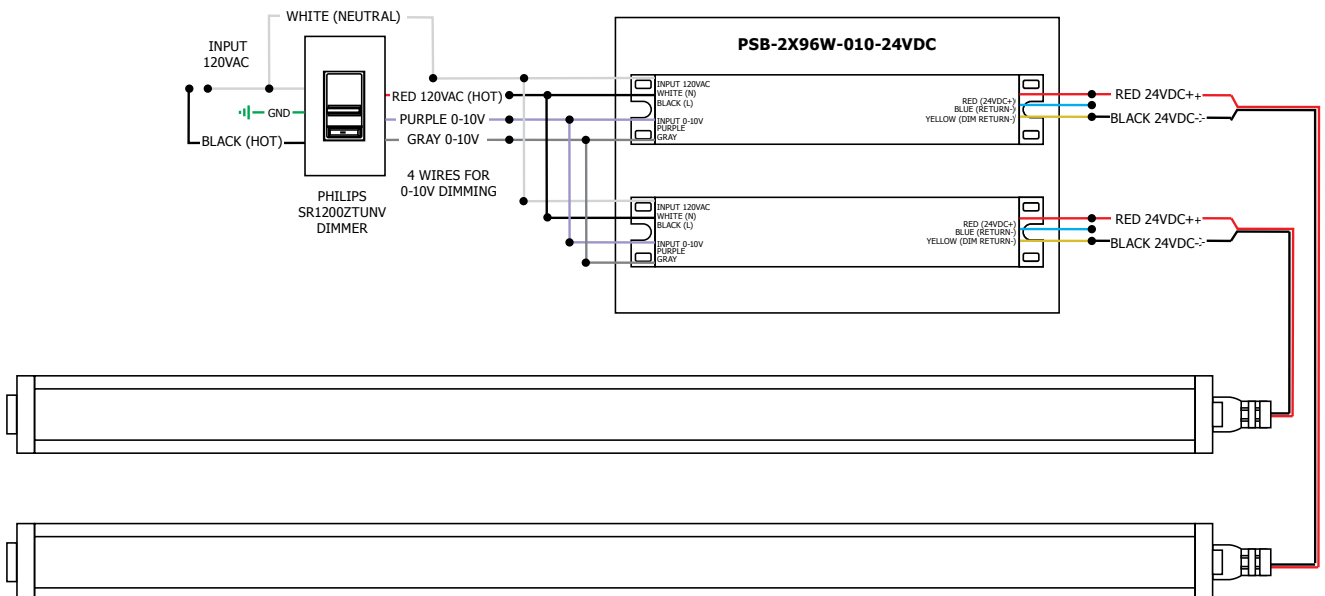 WHITE (NEUTRAL)
INPUT
120VAC
GND
BLACK (HOT)
PHILIPS
SR1200ZTUNV
DIMMER
RED 120VAC (HOT)
PURPLE 0-10V
GRAY 0-10V
4 WIRES FOR
0-10V DIMMING
PSB-2X96W-010-24VDC
INPUT 120VAC
WHITE (N)
BLACK (L)
INPUT 0-10V
PURPLE
GRAY
RED (24VDC+)
BLUE (RETURN-)
YELLOW (DIM RETURN-)
RED 24VDC++
BLACK 24VDC--
INPUT 120VAC
WHITE (N)
BLACK (L)
INPUT 0-10V
PURPLE
GRAY
RED (24VDC+)
BLUE (RETURN-)
YELLOW (DIM RETURN-)
RED 24VDC++
BLACK 24VDC--